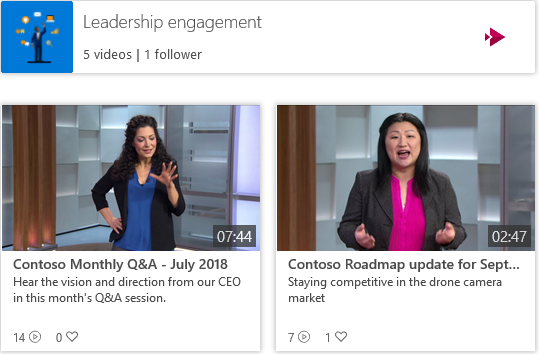 Leadership engagement
5 videos | 1 follower
07:44
02:47
Contoso Monthly Q&A - July 2018
Hear the vision and direction from our CEO
in this month's Q&A session.
14 0
Contoso Roadmap update for Sept...
Staying competitive in the drone camera
market
7 1